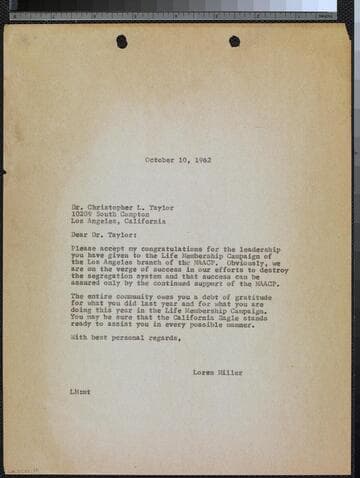 October 10, 1962
Dr. Christopher L. Taylor
10209 South Compton
Los Angeles, California
Dear Dr. Taylor:
Please accept my congratulations for the leadership
you have given to the Life Membership Campaign of
the Los Angeles branch of the NAACP. Obviously, we
are on the verge of success in our efforts to destroy
the segregation system and that success can be
assured only by the continued support of the NAACP.
The entire community owes you a debt of gratitude
for what you did last year and for what you are
doing this year in the Life Membership Campaign.
You may be sure that the California Eagle stands
ready to assist you in every possible manner.
With best personal regards,
Loren Miller
LM:mt